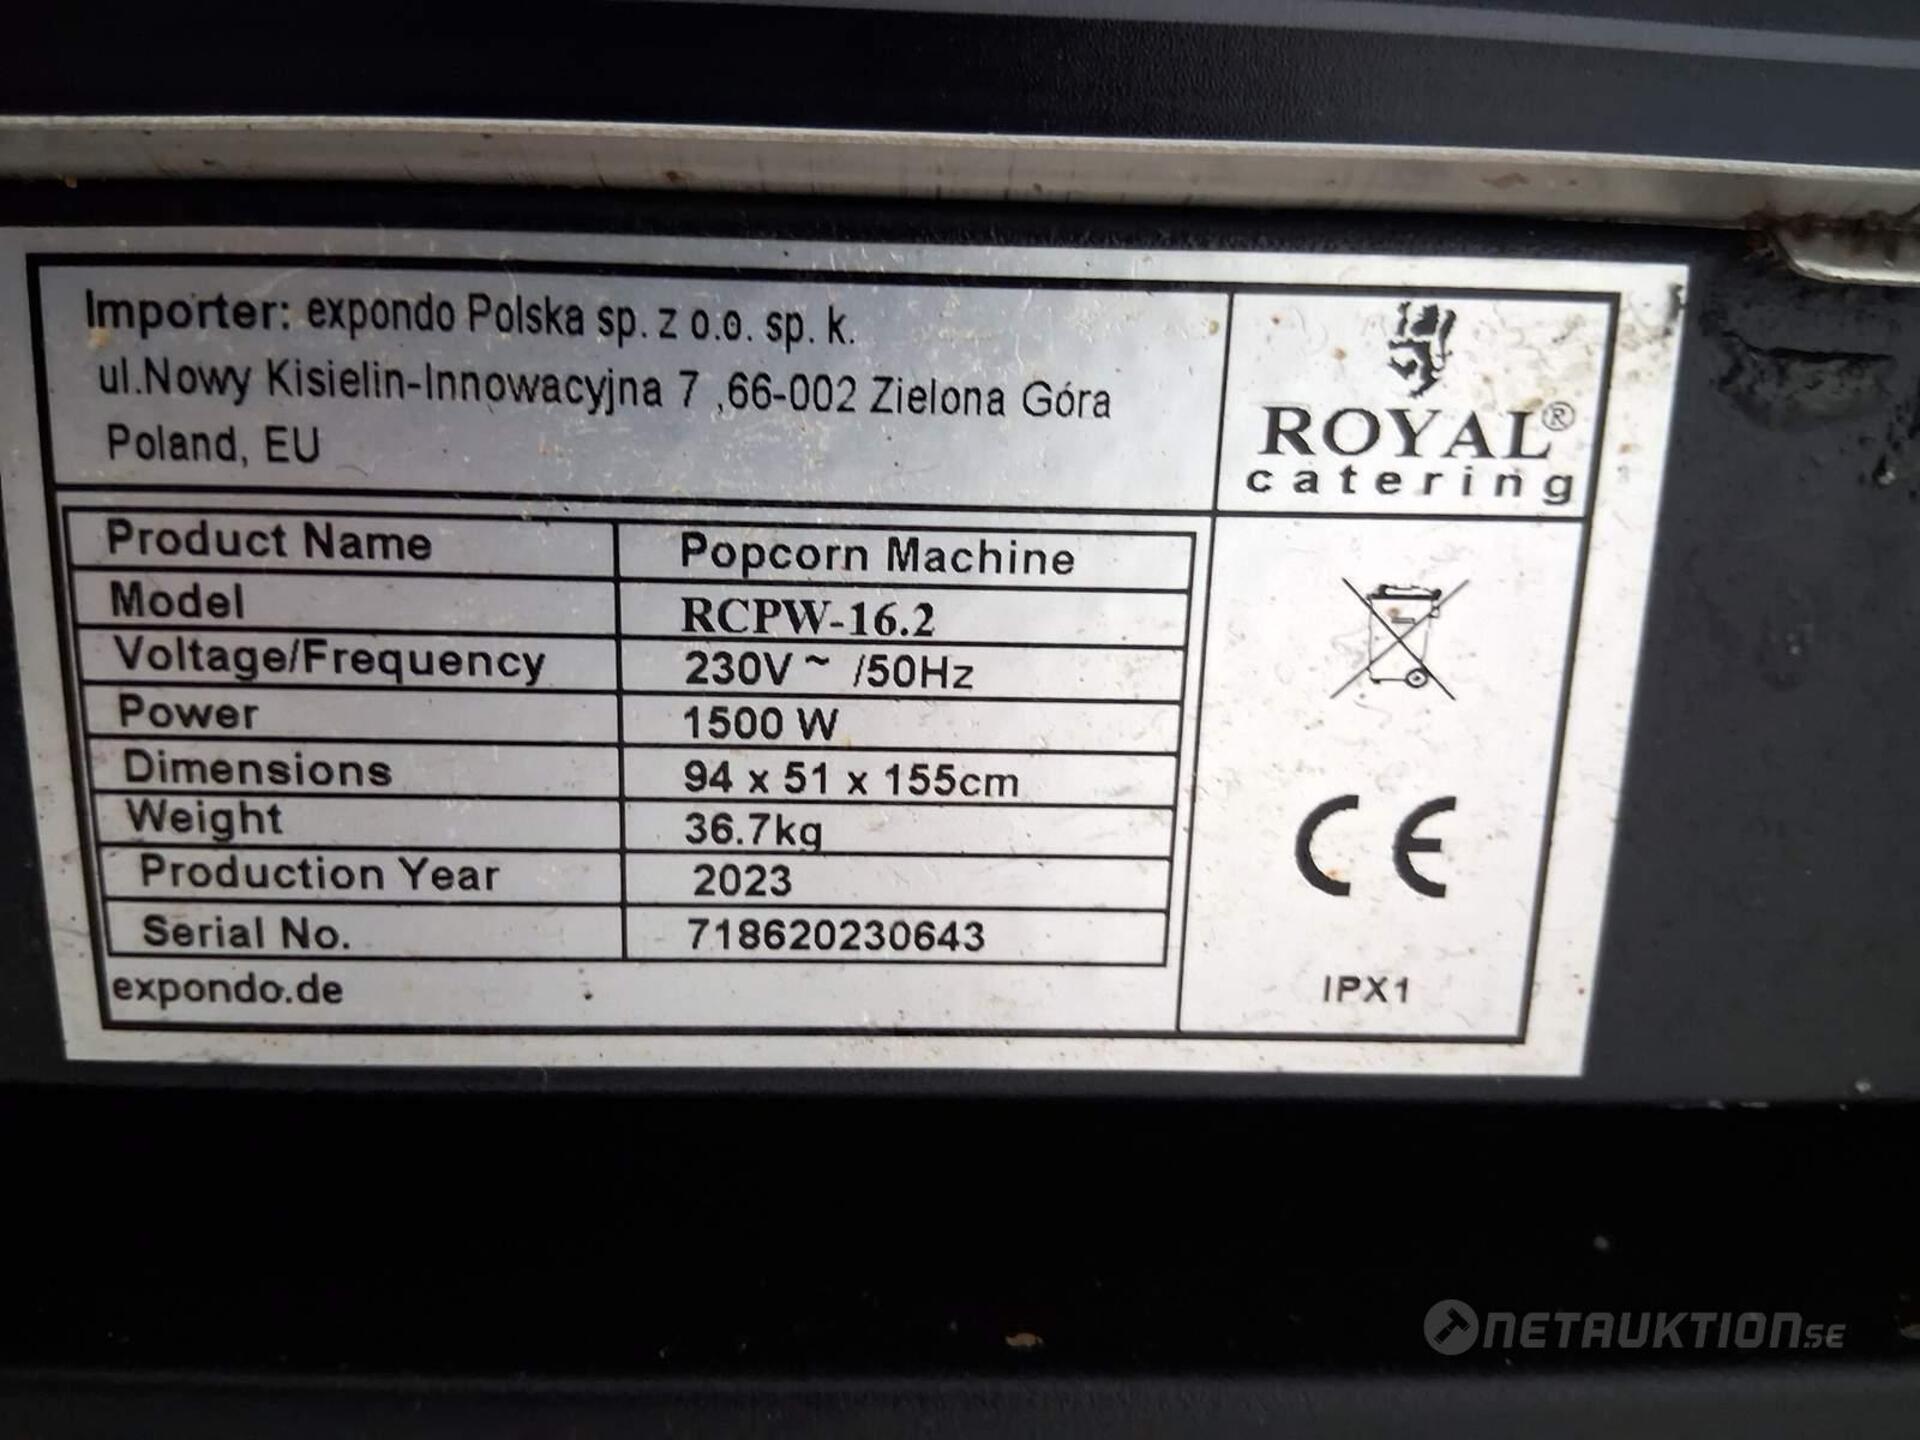 Importer: expondo Polska sp. z o.o. sp. k.
ul.Nowy Kisielin-Innowacyjna 7 ,66-002 Zielona Góra
Poland, EU
ROYAL®
catering
Product Name Popcorn Machine
Model RCPW-16.2
Voltage/Frequency 230V ~ /50Hz
Power 1500 W
Dimensions 94 x 51 x 155cm
Weight 36.7kg
Production Year 2023
Serial No. 718620230643
expondo.de
CE
IPX1
NETAUKTION.SE